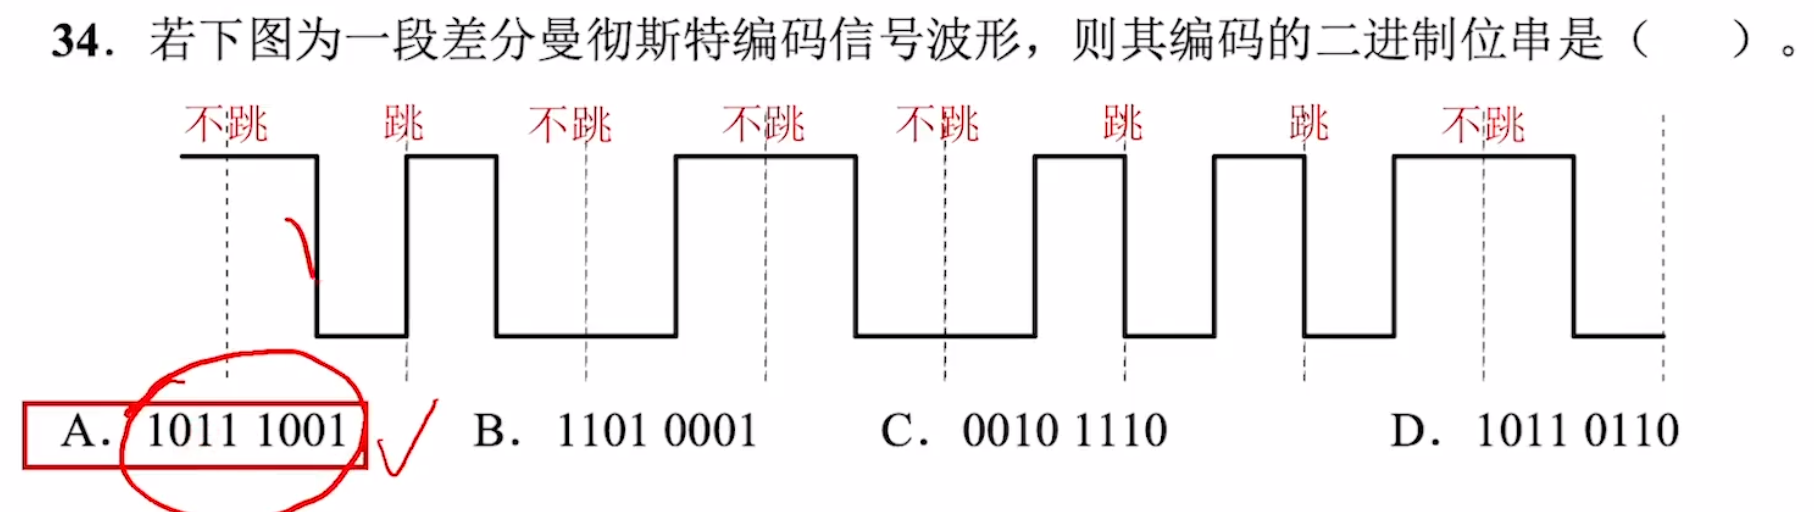 34. 若下图为一段差分曼彻斯特编码信号波形，则其编码的二进制位串是（    ）。
不跳 跳 不跳 不跳 不跳 跳 跳 不跳
A. 1011 1001 B. 1101 0001 C. 0010 1110 D. 1011 0110